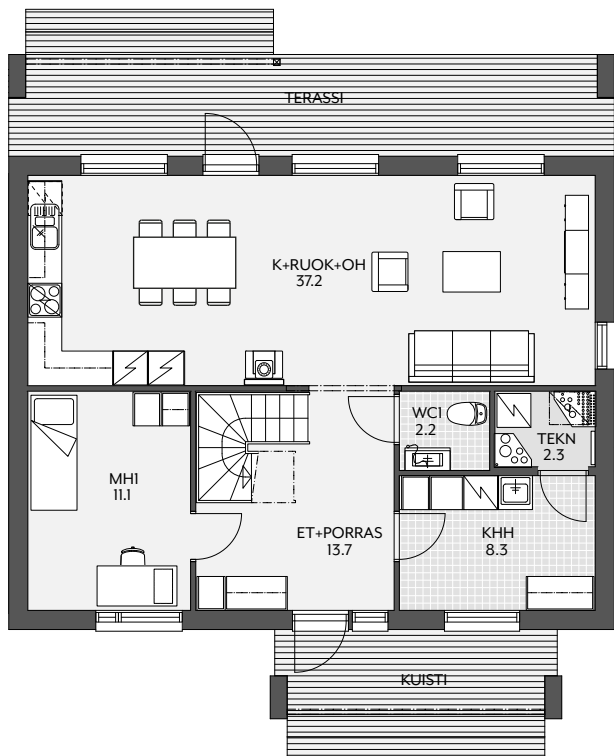 TERASSI
K+RUOK+OH
37.2
WC1
2.2
TEKN
2.3
MH1
11.1
ET+PORRAS
13.7
KHH
8.3
KUISTI